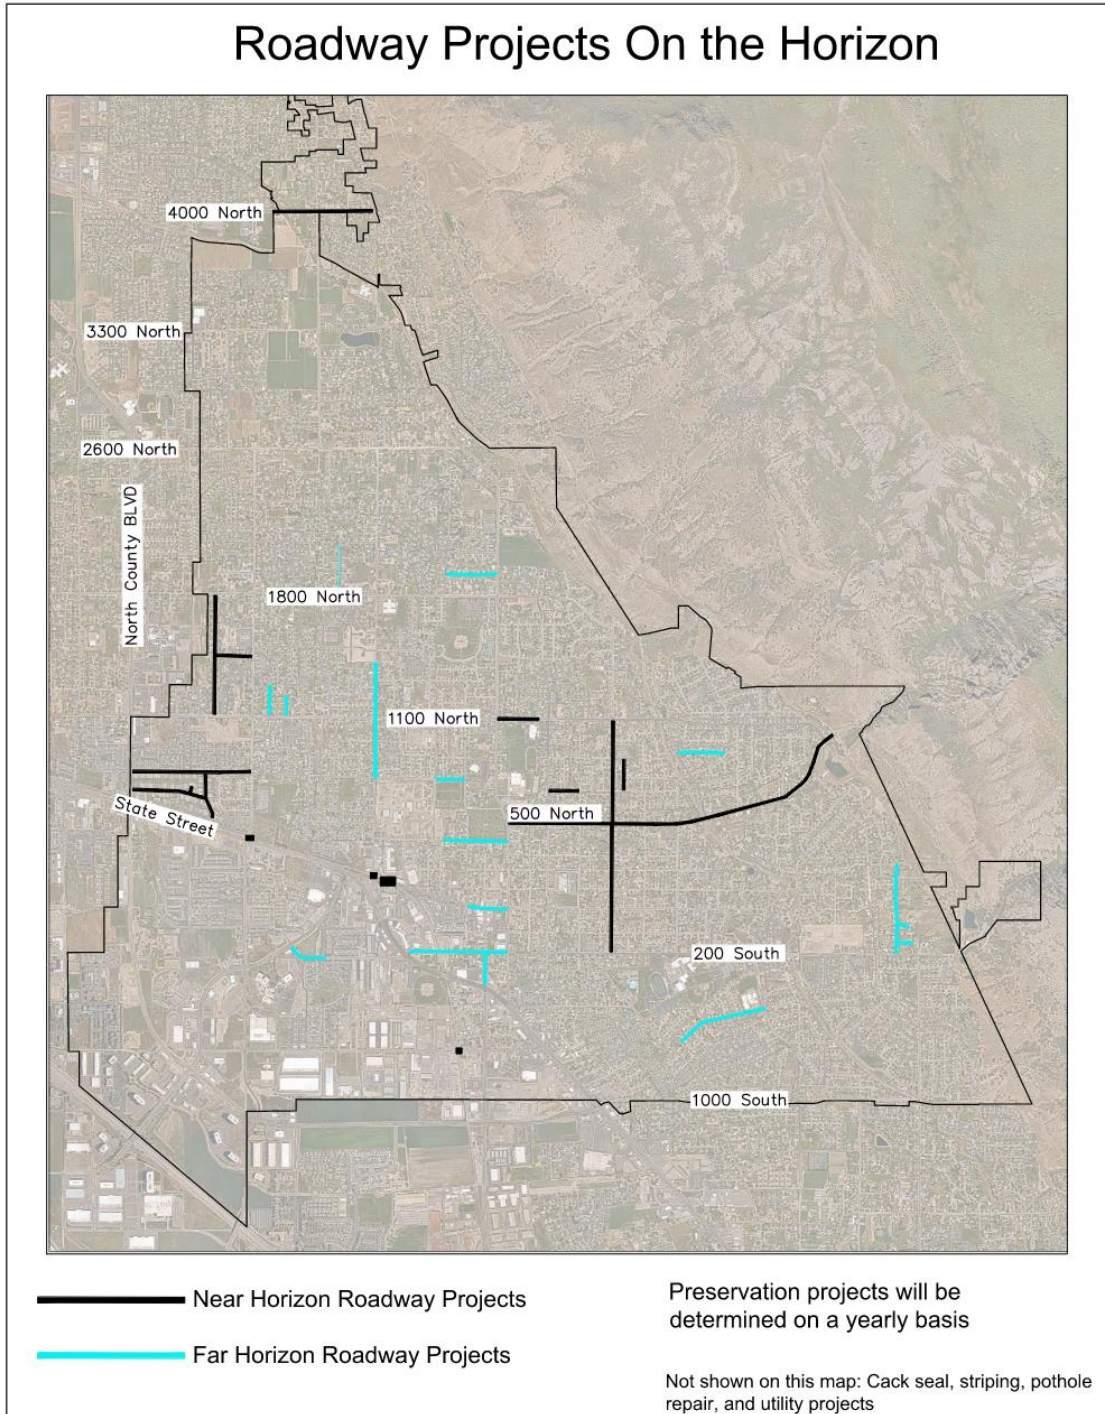 Roadway Projects On the Horizon
4000 North
3300 North
2600 North
North County BLVD
1800 North
1100 North
State Street
500 North
200 South
1000 South
Near Horizon Roadway Projects
Far Horizon Roadway Projects
Preservation projects will be
determined on a yearly basis
Not shown on this map: Cack seal, striping, pothole
repair, and utility projects